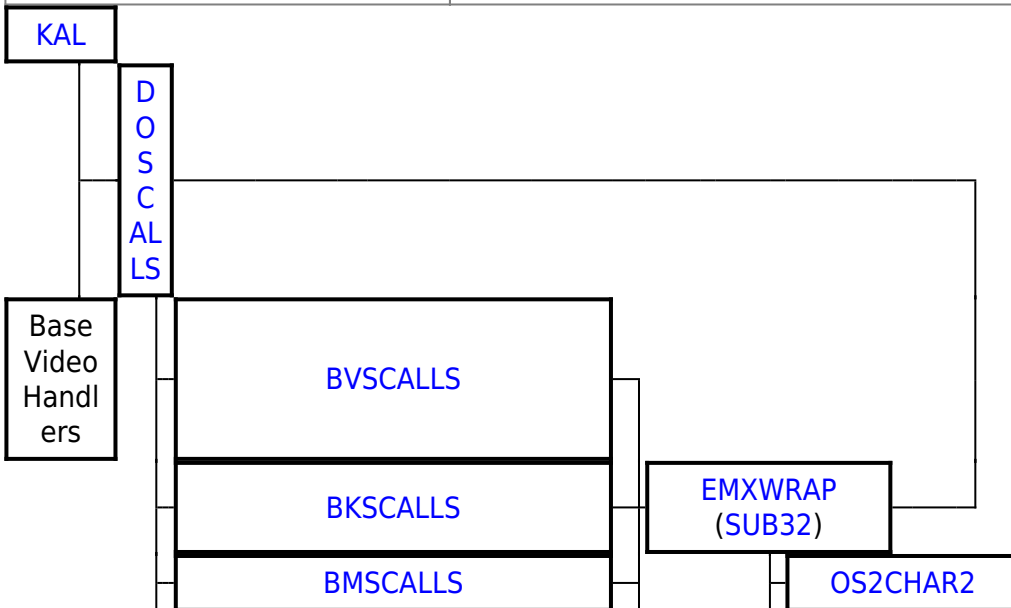 KAL
D
O
S
C
AL
LS
Base
Video
Handl
ers
BVSCALLS
BKSCALLS
EMXWRAP
(SUB32)
BMSCALLS
OS2CHAR2